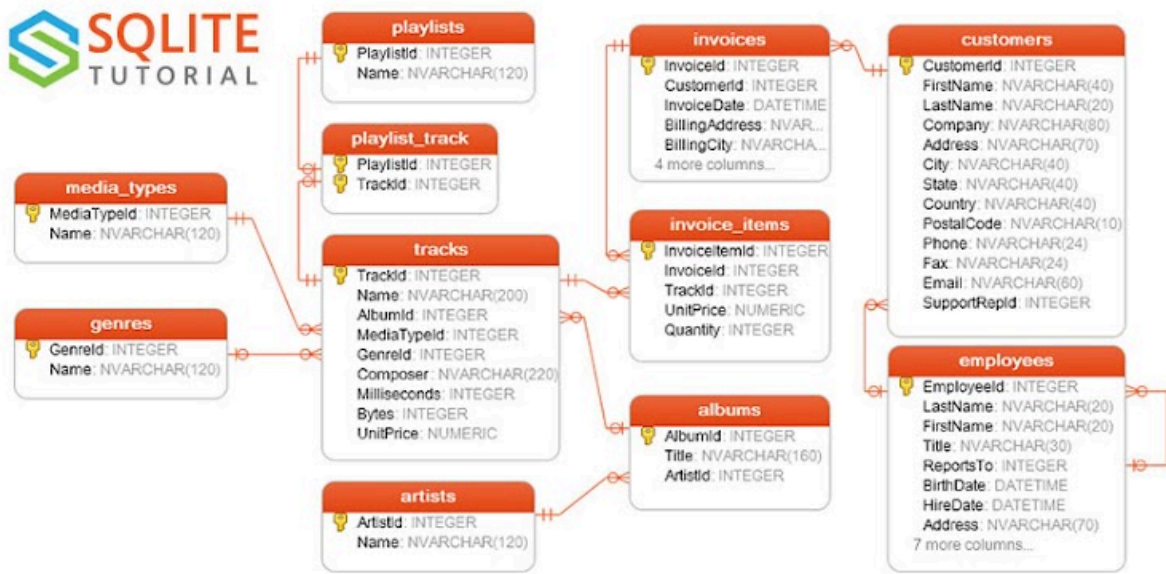 SQLITE
TUTORIAL
playlists
PlaylistId: INTEGER
Name: NVARCHAR(120)
playlist_track
PlaylistId: INTEGER
TrackId: INTEGER
media_types
MediaTypeId: INTEGER
Name: NVARCHAR(120)
genres
GenreId: INTEGER
Name: NVARCHAR(120)
tracks
TrackId: INTEGER
Name: NVARCHAR(200)
AlbumId: INTEGER
MediaTypeId: INTEGER
GenreId: INTEGER
Composer: NVARCHAR(220)
Milliseconds: INTEGER
Bytes: INTEGER
UnitPrice: NUMERIC
artists
ArtistId: INTEGER
Name: NVARCHAR(120)
invoices
InvoiceId: INTEGER
CustomerId: INTEGER
InvoiceDate: DATETIME
BillingAddress: NVAR...
BillingCity: NVARCHA...
4 more columns...
invoice_items
InvoiceItemId: INTEGER
InvoiceId: INTEGER
TrackId: INTEGER
UnitPrice: NUMERIC
Quantity: INTEGER
albums
AlbumId: INTEGER
Title: NVARCHAR(160)
ArtistId: INTEGER
customers
CustomerId: INTEGER
FirstName: NVARCHAR(40)
LastName: NVARCHAR(20)
Company: NVARCHAR(80)
Address: NVARCHAR(70)
City: NVARCHAR(40)
State: NVARCHAR(40)
Country: NVARCHAR(40)
PostalCode: NVARCHAR(10)
Phone: NVARCHAR(24)
Fax: NVARCHAR(24)
Email: NVARCHAR(60)
SupportRepId: INTEGER
employees
EmployeeId: INTEGER
LastName: NVARCHAR(20)
FirstName: NVARCHAR(20)
Title: NVARCHAR(30)
ReportsTo: INTEGER
BirthDate: DATETIME
HireDate: DATETIME
Address: NVARCHAR(70)
7 more columns...